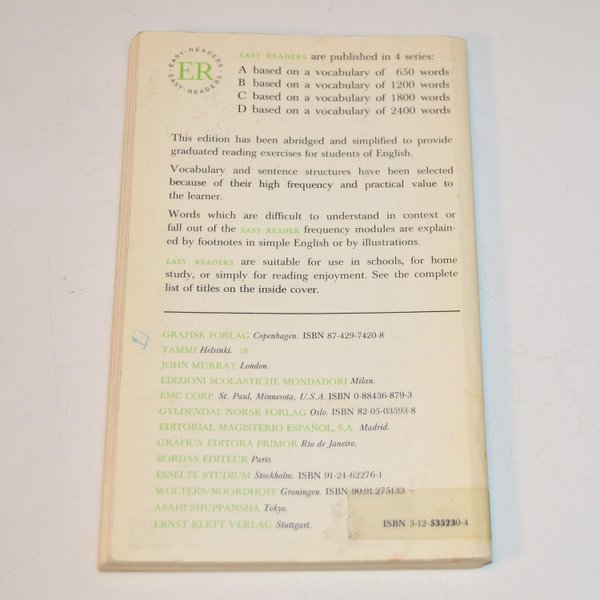 EASY-READERS
ER
EASY-READERS
EASY READERS are published in 4 series:
A based on a vocabulary of 650 words
B based on a vocabulary of 1200 words
C based on a vocabulary of 1800 words
D based on a vocabulary of 2400 words
This edition has been abridged and simplified to provide
graduated reading exercises for students of English.
Vocabulary and sentence structures have been selected
because of their high frequency and practical value to
the learner.
Words which are difficult to understand in context or
fall out of the EASY READER frequency modules are explain-
ed by footnotes in simple English or by illustrations.
EASY READERS are suitable for use in schools, for home
study, or simply for reading enjoyment. See the complete
list of titles on the inside cover.
GRAFISK FORLAG Copenhagen. ISBN 87-429-7420-8
TAMMI Helsinki. 18
JOHN MURRAY London.
EDIZIONI SCOLASTICHE MONDADORI Milan.
EMC CORP. St. Paul, Minnesota, U.S.A. ISBN 0-88436-879-3
GYLDENDAL NORSK FORLAG Oslo. ISBN 82-05-03593-8
EDITORIAL MAGISTERIO ESPAÑOL, S.A. Madrid.
GRAFICA EDITÔRA PRIMOR Rio de Janeiro.
BORDAS EDITEUR Paris.
ESSELTE STUDIUM Stockholm. ISBN 91-24-62276-1
WOLTERS/NOORDHOFF Groningen. ISBN 90.01.275133
ASAHI SHUPPANSHA Tokyo.
ERNST KLETT VERLAG Stuttgart. ISBN 3-12-535230-4